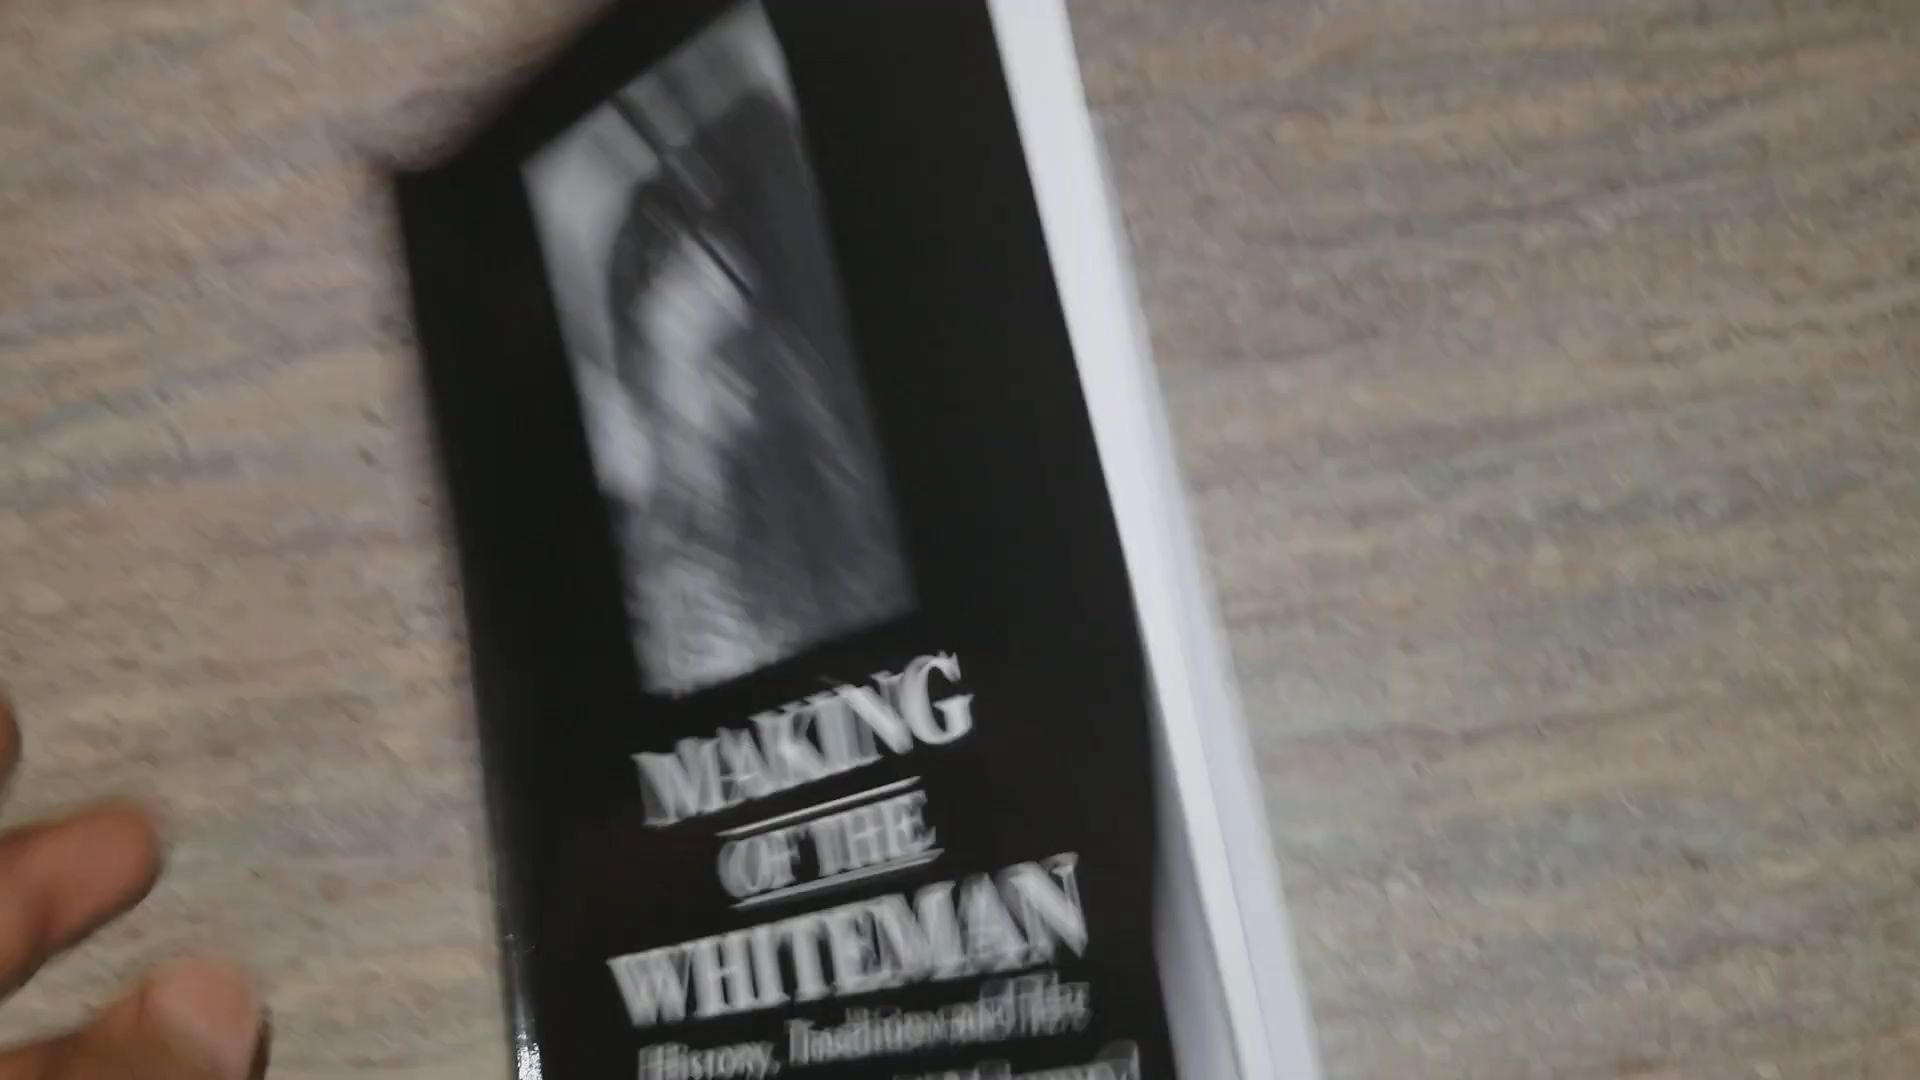 MAKING
OF THE
WHITEMAN
History, Tradition and The